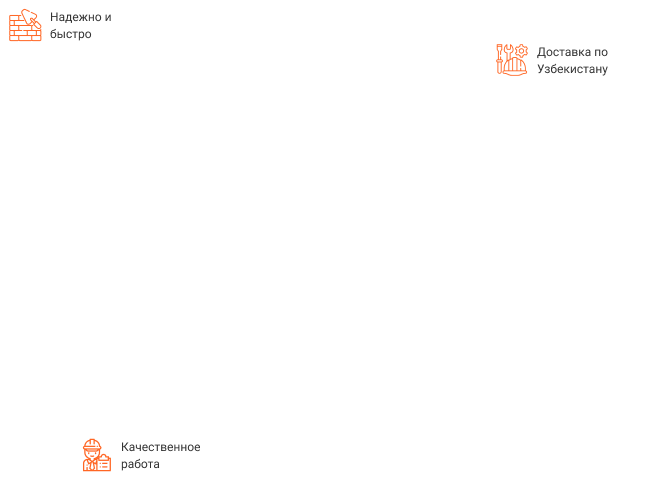 Надежно и
быстро
Доставка по
Узбекистану
Качественное
работа